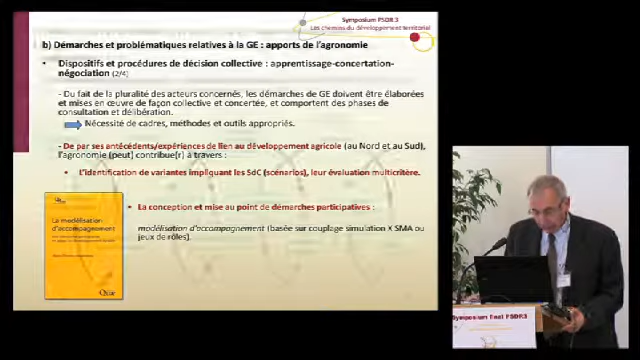 Symposium PSDR 3
Les chemins du développement territorial
b) Démarches et problématiques relatives à la GE : apports de l'agronomie
• Dispositifs et procédures de décision collective : apprentissage-concertation-
négociation (2/4)
- Du fait de la pluralité des acteurs concernés, les démarches de GE doivent être élaborées
et mises en œuvre de façon collective et concertée, et comportent des phases de
consultation et délibération.
Nécessité de cadres, méthodes et outils appropriés.
- De par ses antécédents/expériences de lien au développement agricole (au Nord et au Sud),
l'agronomie [peut] contribue[r] à travers :
• L'identification de variantes impliquant les SdC (scénarios), leur évaluation multicritère.
• La conception et mise au point de démarches participatives :
modélisation d'accompagnement (basée sur couplage simulation X SMA ou
jeux de rôles).
La modélisation
d'accompagnement
Quæ
Symposium Final PSDR3